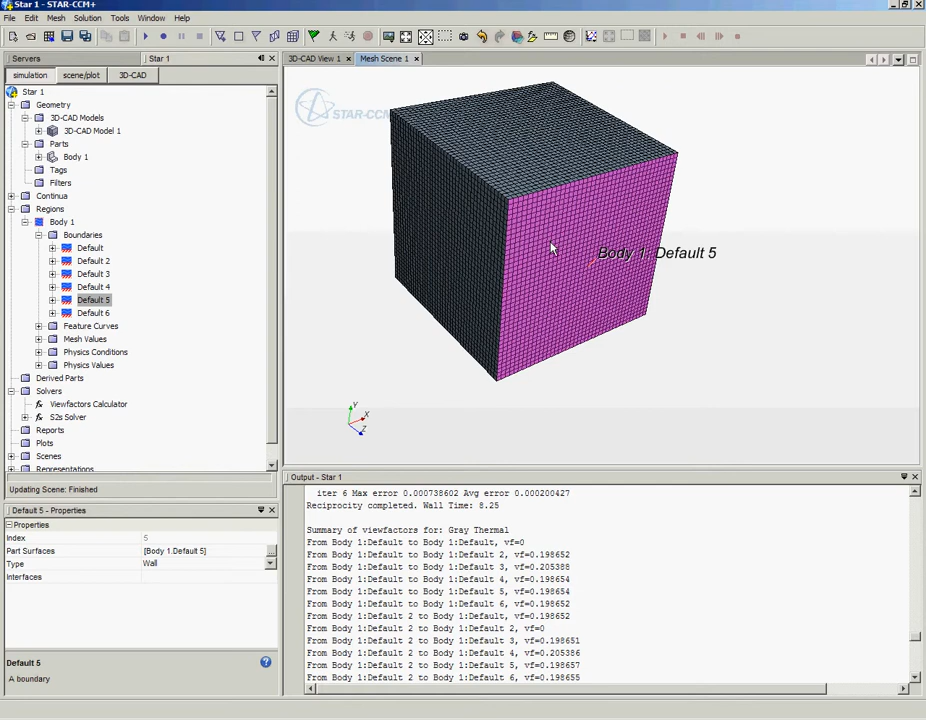 Star 1 - STAR-CCM+
File Edit Mesh Solution Tools Window Help
Servers
Star 1
simulation
scene/plot
3D-CAD
Star 1
Geometry
3D-CAD Models
3D-CAD Model 1
Parts
Body 1
Tags
Filters
Continua
Regions
Body 1
Boundaries
Default
Default 2
Default 3
Default 4
Default 5
Default 6
Feature Curves
Mesh Values
Physics Conditions
Physics Values
Derived Parts
Solvers
Viewfactors Calculator
S2s Solver
Reports
Plots
Scenes
Representations
Updating Scene: Finished
Default 5 - Properties
Properties
Index 5
Part Surfaces [Body 1.Default 5]
Type Wall
Interfaces
Default 5
A boundary
3D-CAD View 1
Mesh Scene 1
STAR-CCM
Body 1: Default 5
Y
X
Z
Output - Star 1
iter 6 Max error 0.000738602 Avg error 0.000200427
Reciprocity completed. Wall Time: 8.25
Summary of viewfactors for: Gray Thermal
From Body 1:Default to Body 1:Default, vf=0
From Body 1:Default to Body 1:Default 2, vf=0.198652
From Body 1:Default to Body 1:Default 3, vf=0.205388
From Body 1:Default to Body 1:Default 4, vf=0.198654
From Body 1:Default to Body 1:Default 5, vf=0.198654
From Body 1:Default to Body 1:Default 6, vf=0.198652
From Body 1:Default 2 to Body 1:Default, vf=0.198652
From Body 1:Default 2 to Body 1:Default 2, vf=0
From Body 1:Default 2 to Body 1:Default 3, vf=0.198651
From Body 1:Default 2 to Body 1:Default 4, vf=0.205386
From Body 1:Default 2 to Body 1:Default 5, vf=0.198657
From Body 1:Default 2 to Body 1:Default 6, vf=0.198655